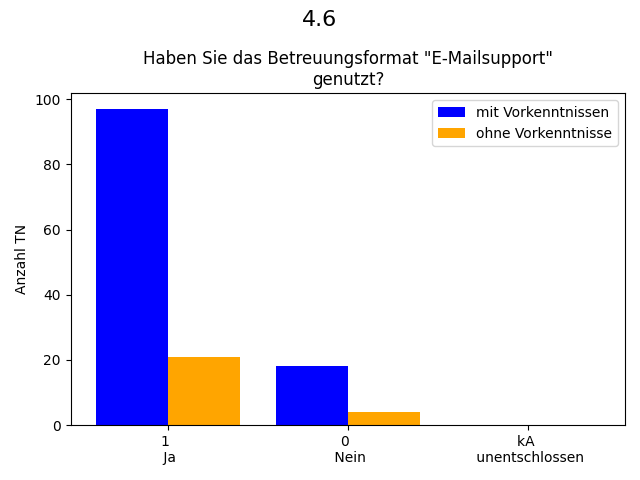 4.6
Haben Sie das Betreuungsformat "E-Mailsupport"
genutzt?
mit Vorkenntnissen
ohne Vorkenntnisse
Anzahl TN
100
80
60
40
20
0
1
Ja
0
Nein
kA
unentschlossen